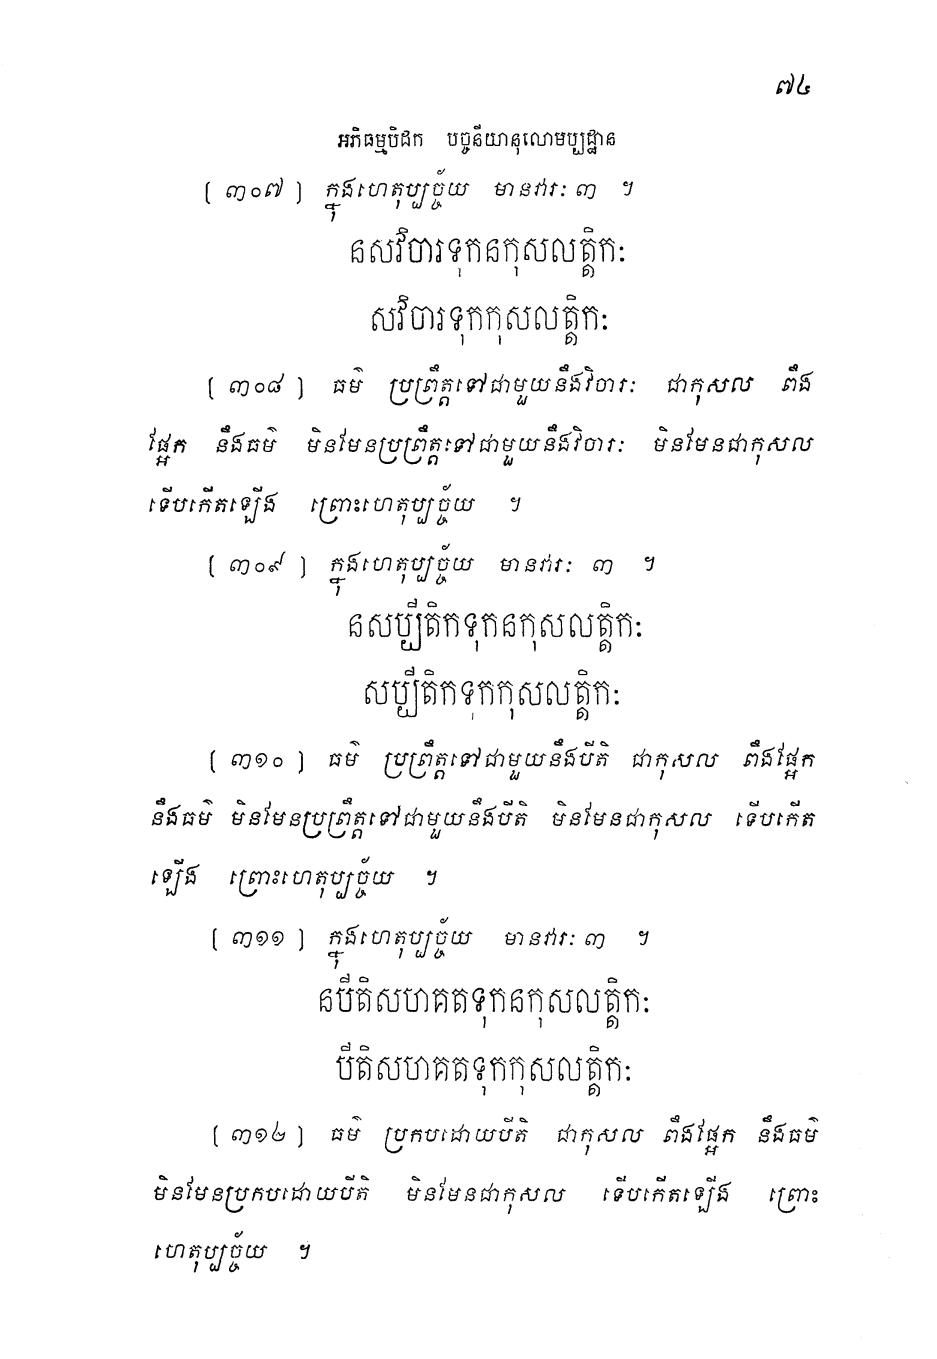 ៧៤
អភិធម្មបិដក បច្ចនីយានុលោមប្បដ្ឋាន
[ ៣០៧ ] ក្នុងហេតុប្បច្ច័យ មានវារៈ ៣ ។
នសវិចារទុកនកុសលត្តិកៈ
សវិចារទុកកុសលត្តិកៈ
[ ៣០៨ ] ធម៌ ប្រព្រឹត្តទៅជាមួយនឹងវិចារៈ ជាកុសល ពឹង
ផ្អែក នឹងធម៌ មិនមែនប្រព្រឹត្តទៅជាមួយនឹងវិចារៈ មិនមែនជាកុសល
ទើបកើតឡើង ព្រោះហេតុប្បច្ច័យ ។
[ ៣០៩ ] ក្នុងហេតុប្បច្ច័យ មានវារៈ ៣ ។
នសប្បីតិកទុកនកុសលត្តិកៈ
សប្បីតិកទុកកុសលត្តិកៈ
[ ៣១០ ] ធម៌ ប្រព្រឹត្តទៅជាមួយនឹងបីតិ ជាកុសល ពឹងផ្អែក
នឹងធម៌ មិនមែនប្រព្រឹត្តទៅជាមួយនឹងបីតិ មិនមែនជាកុសល ទើបកើត
ឡើង ព្រោះហេតុប្បច្ច័យ ។
[ ៣១១ ] ក្នុងហេតុប្បច្ច័យ មានវារៈ ៣ ។
នបីតិសហគតទុកនកុសលត្តិកៈ
បីតិសហគតទុកកុសលត្តិកៈ
[ ៣១២ ] ធម៌ ប្រកបដោយបីតិ ជាកុសល ពឹងផ្អែក នឹងធម៌
មិនមែនប្រកបដោយបីតិ មិនមែនជាកុសល ទើបកើតឡើង ព្រោះ
ហេតុប្បច្ច័យ ។